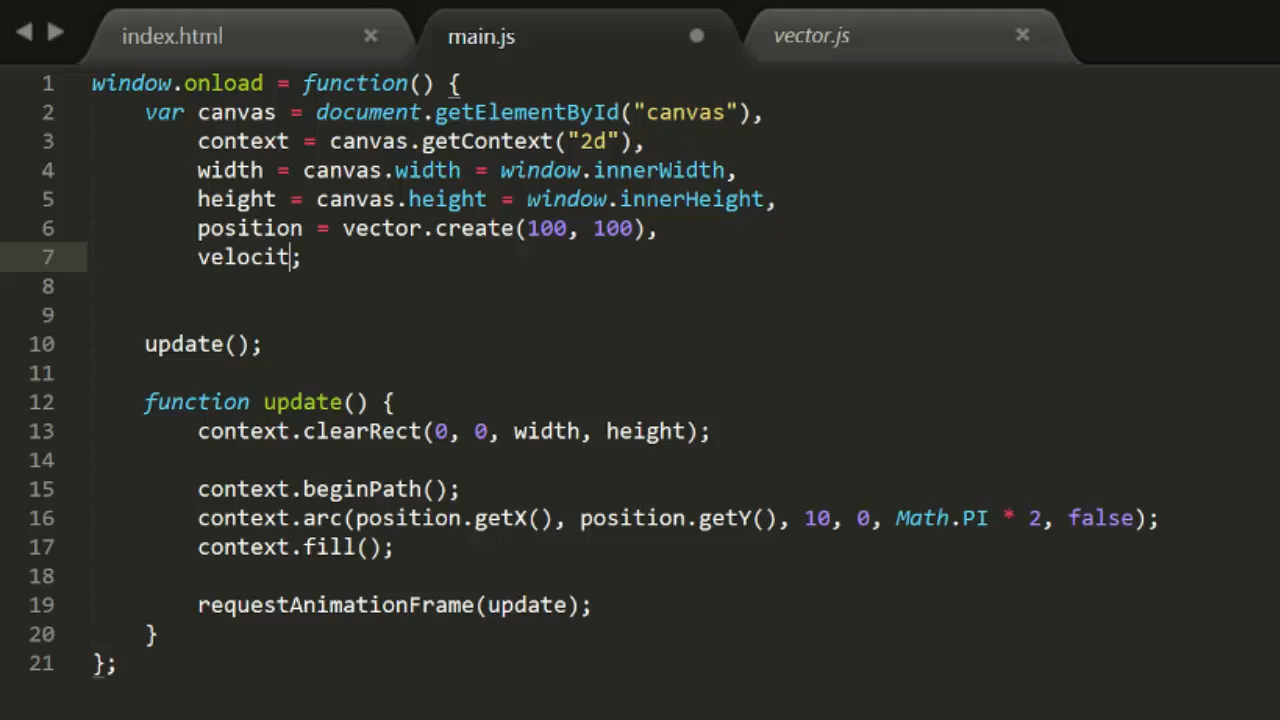 index.html
main.js
vector.js
1 window.onload = function() {
2 var canvas = document.getElementById("canvas"),
3 context = canvas.getContext("2d"),
4 width = canvas.width = window.innerWidth,
5 height = canvas.height = window.innerHeight,
6 position = vector.create(100, 100),
7 velocit;
8
9
10 update();
11
12 function update() {
13 context.clearRect(0, 0, width, height);
14
15 context.beginPath();
16 context.arc(position.getX(), position.getY(), 10, 0, Math.PI * 2, false);
17 context.fill();
18
19 requestAnimationFrame(update);
20 }
21 };